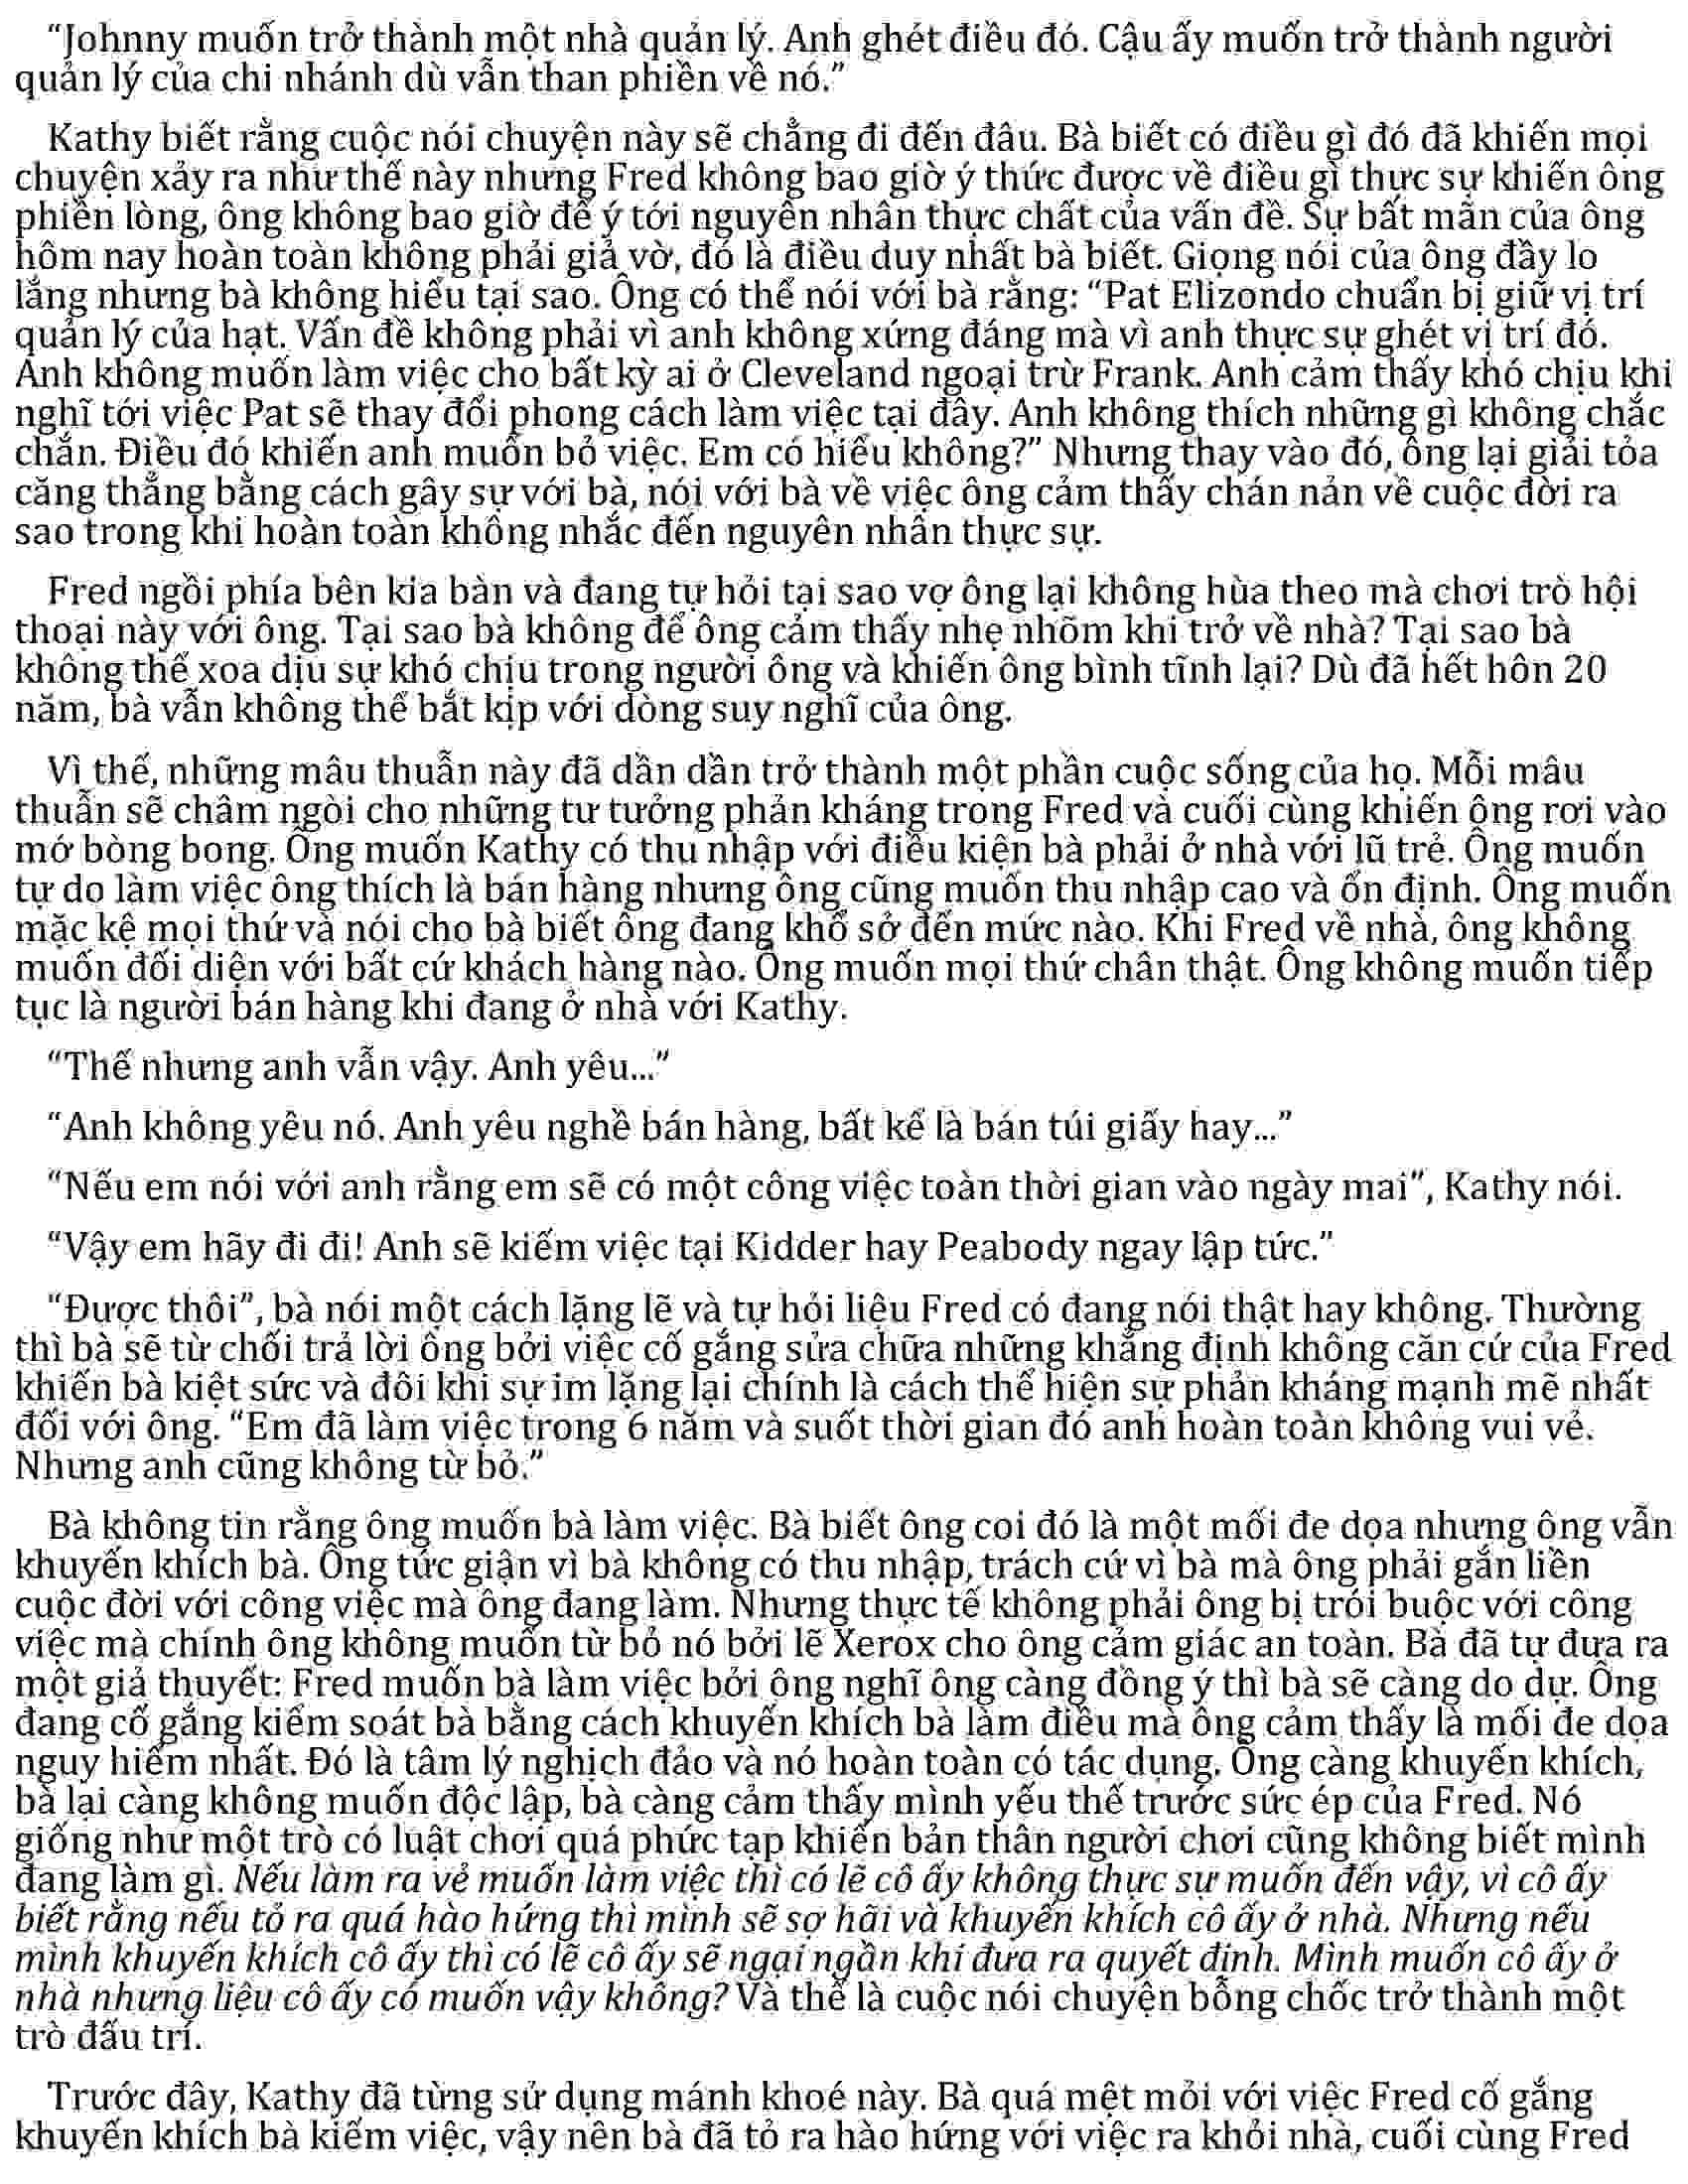 “Johnny muốn trở thành một nhà quản lý. Anh ghét điều đó. Cậu ấy muốn trở thành người
quản lý của chi nhánh dù vẫn than phiền về nó.”
Kathy biết rằng cuộc nói chuyện này sẽ chẳng đi đến đâu. Bà biết có điều gì đó đã khiến mọi
chuyện xảy ra như thế này nhưng Fred không bao giờ ý thức được về điều gì thực sự khiến ông
phiền lòng, ông không bao giờ để ý tới nguyên nhân thực chất của vấn đề. Sự bất mãn của ông
hôm nay hoàn toàn không phải giả vờ, đó là điều duy nhất bà biết. Giọng nói của ông đầy lo
lắng nhưng bà không hiểu tại sao. Ông có thể nói với bà rằng: “Pat Elizondo chuẩn bị giữ vị trí
quản lý của hạt. Vấn đề không phải vì anh không xứng đáng mà vì anh thực sự ghét vị trí đó.
Anh không muốn làm việc cho bất kỳ ai ở Cleveland ngoại trừ Frank. Anh cảm thấy khó chịu khi
nghĩ tới việc Pat sẽ thay đổi phong cách làm việc tại đây. Anh không thích những gì không chắc
chắn. Điều đó khiến anh muốn bỏ việc. Em có hiểu không?” Nhưng thay vào đó, ông lại giải tỏa
căng thẳng bằng cách gây sự với bà, nói với bà về việc ông cảm thấy chán nản về cuộc đời ra
sao trong khi hoàn toàn không nhắc đến nguyên nhân thực sự.
Fred ngồi phía bên kia bàn và đang tự hỏi tại sao vợ ông lại không hùa theo mà chơi trò hội
thoại này với ông. Tại sao bà không để ông cảm thấy nhẹ nhõm khi trở về nhà? Tại sao bà
không thể xoa dịu sự khó chịu trong người ông và khiến ông bình tĩnh lại? Dù đã hết hôn 20
năm, bà vẫn không thể bắt kịp với dòng suy nghĩ của ông.
Vì thế, những mâu thuẫn này đã dần dần trở thành một phần cuộc sống của họ. Mỗi mâu
thuẫn sẽ châm ngòi cho những tư tưởng phản kháng trong Fred và cuối cùng khiến ông rơi vào
mớ bòng bong. Ông muốn Kathy có thu nhập với điều kiện bà phải ở nhà với lũ trẻ. Ông muốn
tự do làm việc ông thích là bán hàng nhưng ông cũng muốn thu nhập cao và ổn định. Ông muốn
mặc kệ mọi thứ và nói cho bà biết ông đang khổ sở đến mức nào. Khi Fred về nhà, ông không
muốn đối diện với bất cứ khách hàng nào. Ông muốn mọi thứ chân thật. Ông không muốn tiếp
tục là người bán hàng khi đang ở nhà với Kathy.
“Thế nhưng anh vẫn vậy. Anh yêu...”
“Anh không yêu nó. Anh yêu nghề bán hàng, bất kể là bán túi giấy hay...”
“Nếu em nói với anh rằng em sẽ có một công việc toàn thời gian vào ngày mai”, Kathy nói.
“Vậy em hãy đi đi! Anh sẽ kiếm việc tại Kidder hay Peabody ngay lập tức.”
“Được thôi”, bà nói một cách lặng lẽ và tự hỏi liệu Fred có đang nói thật hay không. Thường
thì bà sẽ từ chối trả lời ông bởi việc cố gắng sửa chữa những khẳng định không căn cứ của Fred
khiến bà kiệt sức và đôi khi sự im lặng lại chính là cách thể hiện sự phản kháng mạnh mẽ nhất
đối với ông. “Em đã làm việc trong 6 năm và suốt thời gian đó anh hoàn toàn không vui vẻ.
Nhưng anh cũng không từ bỏ.”
Bà không tin rằng ông muốn bà làm việc. Bà biết ông coi đó là một mối đe dọa nhưng ông vẫn
khuyến khích bà. Ông tức giận vì bà không có thu nhập, trách cứ vì bà mà ông phải gắn liền
cuộc đời với công việc mà ông đang làm. Nhưng thực tế không phải ông bị trói buộc với công
việc mà chính ông không muốn từ bỏ nó bởi lẽ Xerox cho ông cảm giác an toàn. Bà đã tự đưa ra
một giả thuyết: Fred muốn bà làm việc bởi ông nghĩ ông càng đồng ý thì bà sẽ càng do dự. Ông
đang cố gắng kiểm soát bà bằng cách khuyến khích bà làm điều mà ông cảm thấy là mối đe dọa
nguy hiểm nhất. Đó là tâm lý nghịch đảo và nó hoàn toàn có tác dụng. Ông càng khuyến khích,
bà lại càng không muốn độc lập, bà càng cảm thấy mình yếu thế trước sức ép của Fred. Nó
giống như một trò có luật chơi quá phức tạp khiến bản thân người chơi cũng không biết mình
đang làm gì. Nếu làm ra vẻ muốn làm việc thì có lẽ cô ấy không thực sự muốn đến vậy, vì cô ấy
biết rằng nếu tỏ ra quá hào hứng thì mình sẽ sợ hãi và khuyến khích cô ấy ở nhà. Nhưng nếu
mình khuyến khích cô ấy thì có lẽ cô ấy sẽ ngại ngần khi đưa ra quyết định. Mình muốn cô ấy ở
nhà nhưng liệu cô ấy có muốn vậy không? Và thế là cuộc nói chuyện bỗng chốc trở thành một
trò đấu trí.
Trước đây, Kathy đã từng sử dụng mánh khoé này. Bà quá mệt mỏi với việc Fred cố gắng
khuyến khích bà kiếm việc, vậy nên bà đã tỏ ra hào hứng với việc ra khỏi nhà, cuối cùng Fred